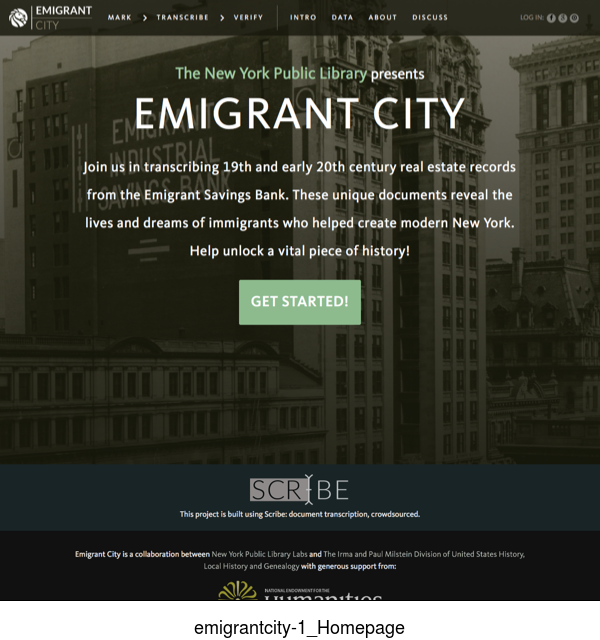 EMIGRANT
CITY
MARK > TRANSCRIBE > VERIFY INTRO DATA ABOUT DISCUSS LOG IN:
The New York Public Library presents
EMIGRANT CITY
EMIGRANT
INDUSTRIAL
SAVINGS BANK
Join us in transcribing 19th and early 20th century real estate records
from the Emigrant Savings Bank. These unique documents reveal the
lives and dreams of immigrants who helped create modern New York.
Help unlock a vital piece of history!
GET STARTED!
SCRIBE
This project is built using Scribe: document transcription, crowdsourced.
Emigrant City is a collaboration between New York Public Library Labs and The Irma and Paul Milstein Division of United States History,
Local History and Genealogy with generous support from:
NATIONAL ENDOWMENT FOR THE
Humanities
emigrantcity-1_Homepage